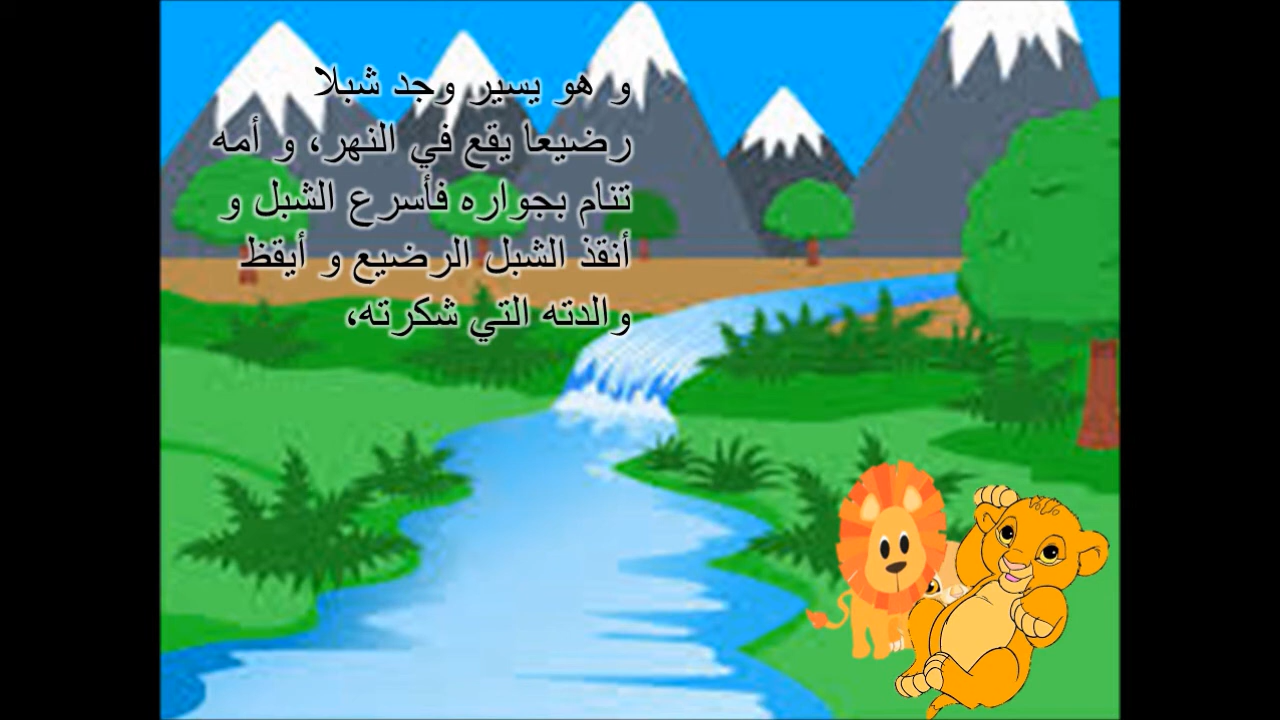 و هو يسير وجد شبلا
رضيعا يقع في النهر، و أمه
تنام بجواره فأسرع الشبل و
أنقذ الشبل الرضيع و أيقظ
والدته التي شكرته،